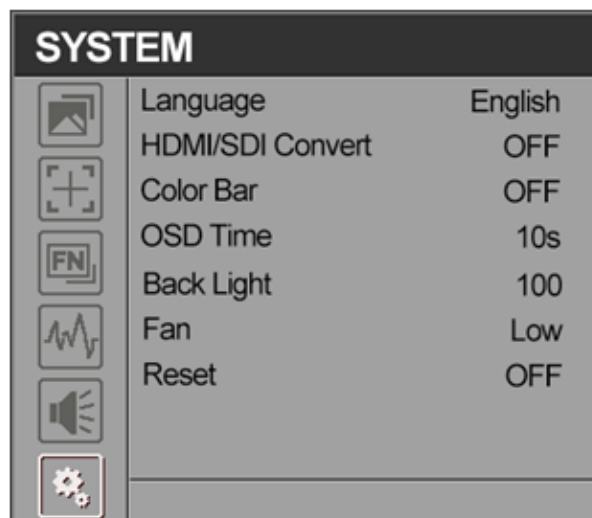 SYSTEM
Language English
HDMI/SDI Convert OFF
Color Bar OFF
OSD Time 10s
FN
Back Light 100
Fan Low
Reset OFF